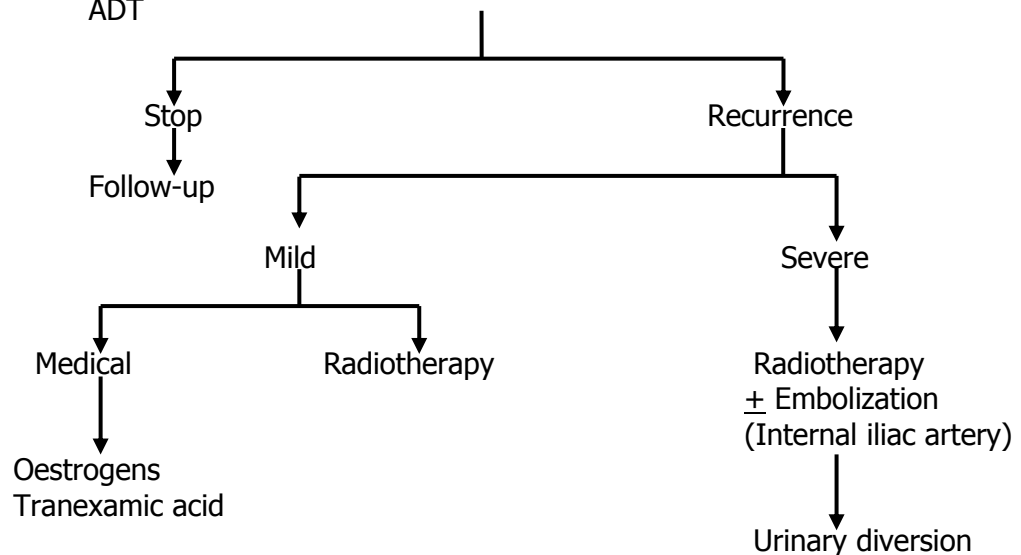 ADT
Stop
Recurrence
Follow-up
Mild
Severe
Medical
Radiotherapy
Radiotherapy
+ Embolization
(Internal iliac artery)
Oestrogens
Tranexamic acid
Urinary diversion